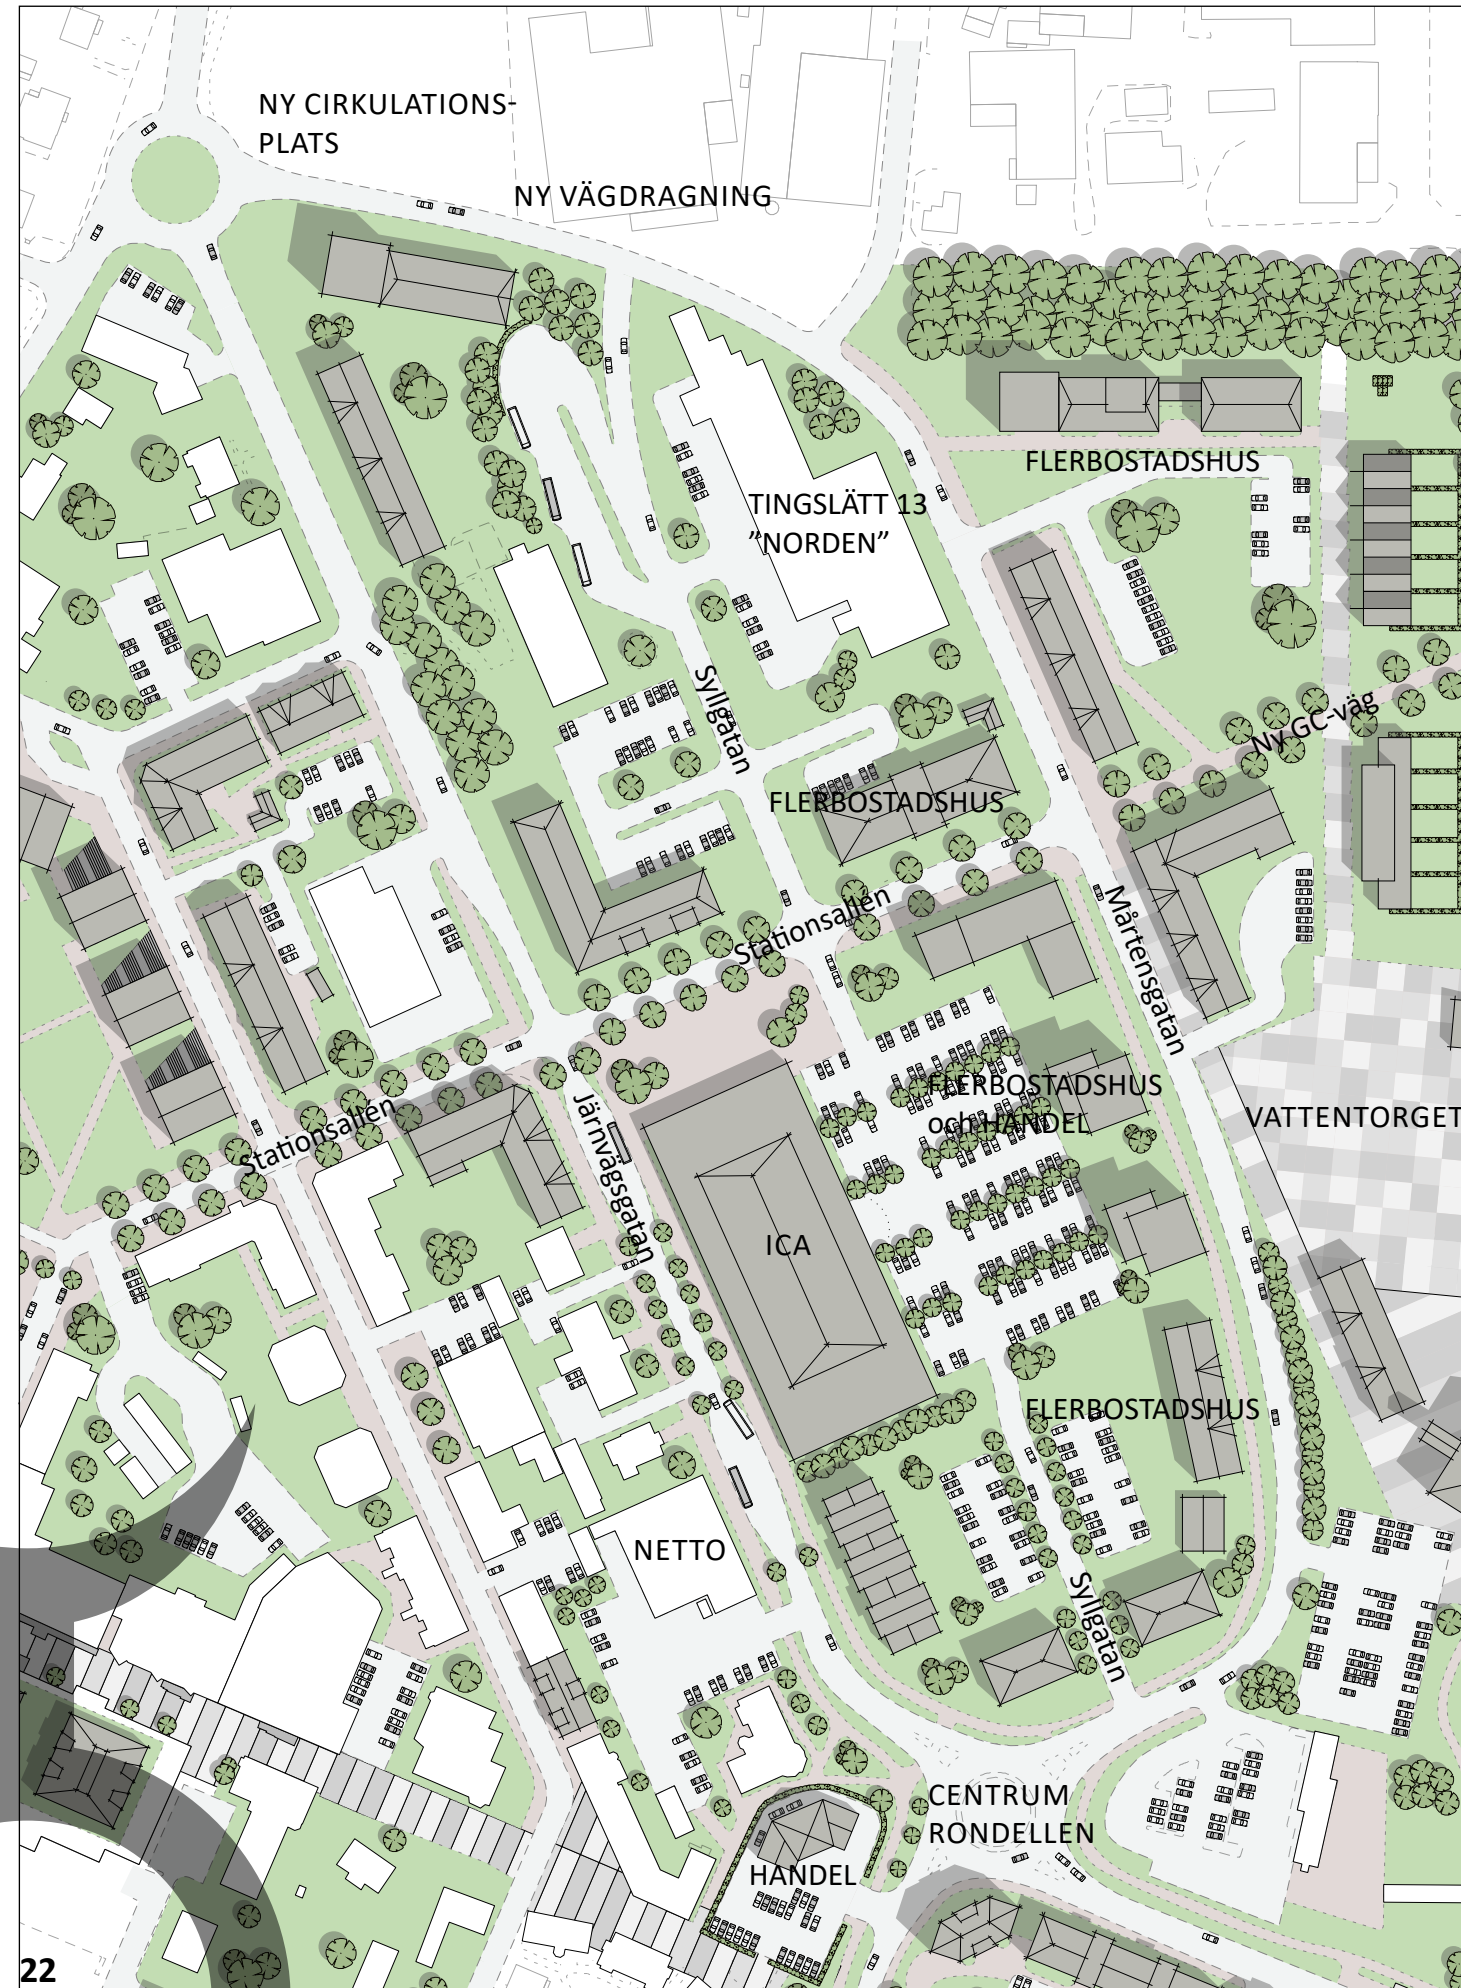 NY CIRKULATIONS-
PLATS
NY VÄGDRAGNING
FLERBOSTADSHUS
TINGSLÄTT 13
”NORDEN”
Syllgatan
Ny GC-väg
FLERBOSTADSHUS
Stationsallén
Mårtensgatan
FLERBOSTADSHUS
och HANDEL
VATTENTORGET
Stationsallén
Järnvägsgatan
ICA
FLERBOSTADSHUS
NETTO
Syllgatan
CENTRUM
RONDELLEN
HANDEL
22